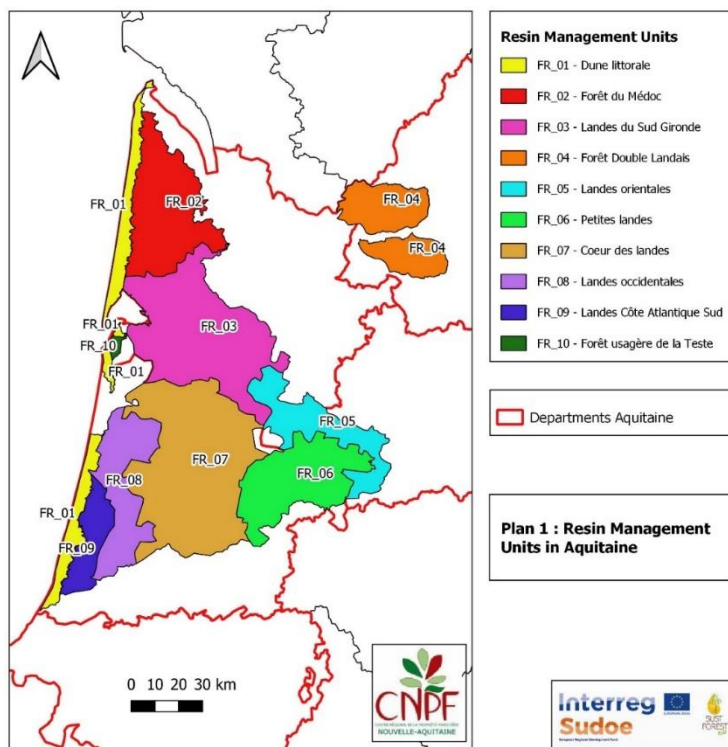 Resin Management Units
FR_01 - Dune littorale
FR_02 - Forêt du Médoc
FR_03 - Landes du Sud Gironde
FR_04 - Forêt Double Landais
FR_05 - Landes orientales
FR_06 - Petites landes
FR_07 - Coeur des landes
FR_08 - Landes occidentales
FR_09 - Landes Côte Atlantique Sud
FR_10 - Forêt usagère de la Teste
Departments Aquitaine
Plan 1 : Resin Management
Units in Aquitaine
FR_01
FR_02
FR_04
FR_04
FR_01
FR_03
FR_10
FR_01
FR_05
FR_07
FR_06
FR_08
FR_01
FR_09
0 10 20 30 km
CNPF
NOUVELLE-AQUITAINE
Interreg
Sudoe
SUST
FOREST